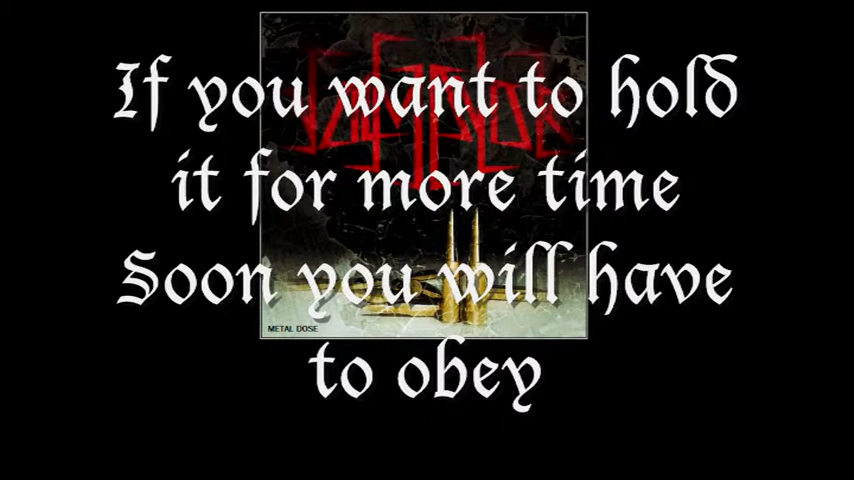 If you want to hold
it for more time
Soon you will have
to obey
METAL DOSE